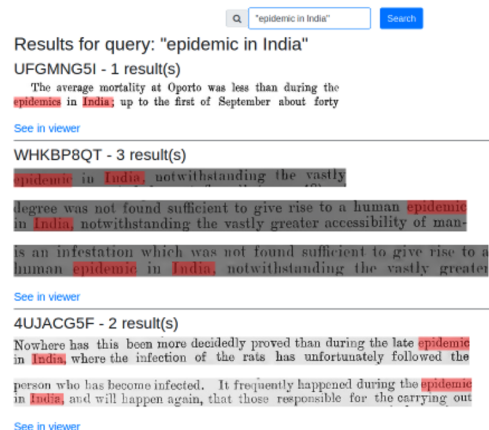 "epidemic in India"
Search
Results for query: "epidemic in India"
UFGMNG5I - 1 result(s)
The average mortality at Oporto was less than during the
epidemics in India; up to the first of September about forty
See in viewer
WHKBP8QT - 3 result(s)
epidemic in India, notwithstanding the vastly
degree was not found sufficient to give rise to a human epidemic
in India, notwithstanding the vastly greater accessibility of man-
is an infestation which was not found sufficient to give rise to a
human epidemic in India, notwithstanding the vastly greater
See in viewer
4UJACG5F - 2 result(s)
Nowhere has this been more decidedly proved than during the late epidemic
in India, where the infection of the rats has unfortunately followed the
person who has become infected. It frequently happened during the epidemic
in India, and will happen again, that those responsible for the carrying out
See in viewer